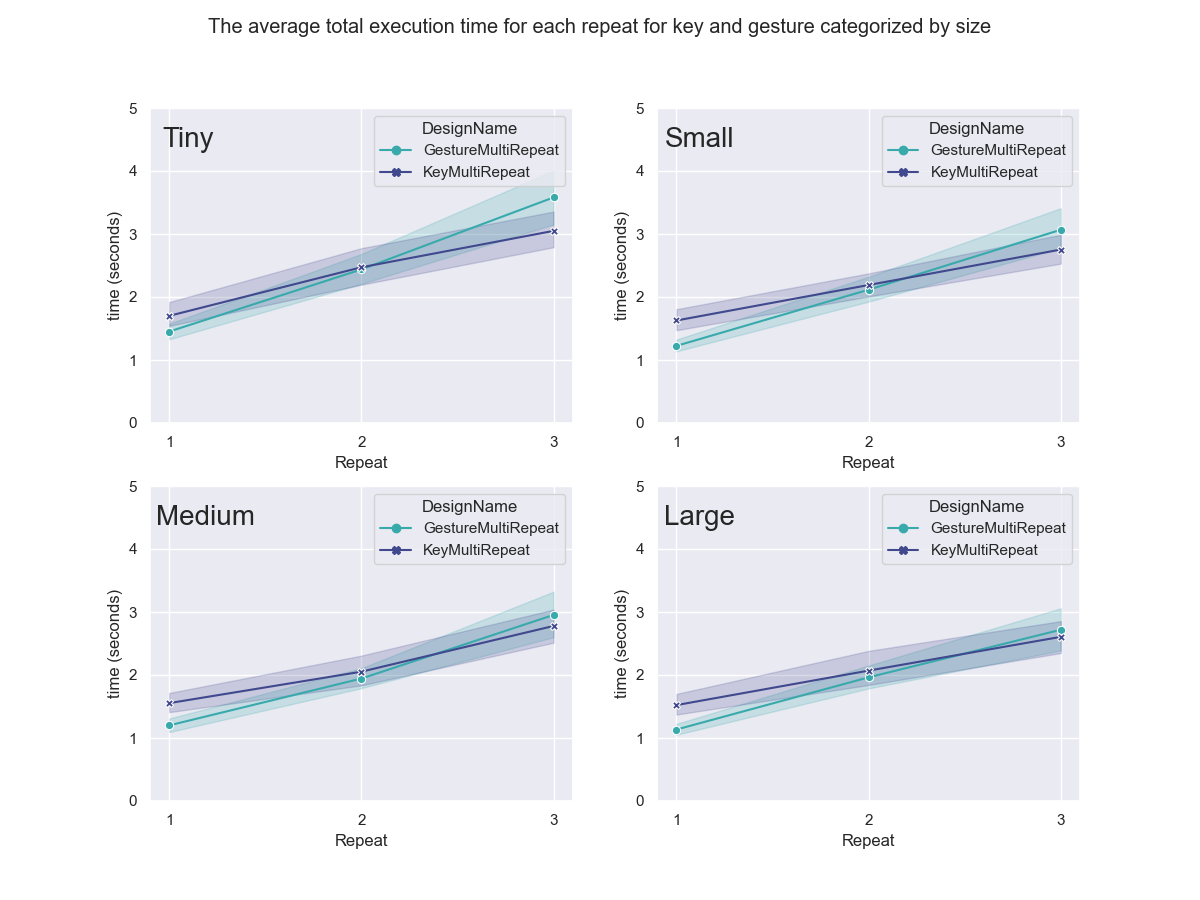 The average total execution time for each repeat for key and gesture categorized by size
Tiny
DesignName
GestureMultiRepeat
KeyMultiRepeat
5
4
3
2
1
0
time (seconds)
1 2 3
Repeat
Small
DesignName
GestureMultiRepeat
KeyMultiRepeat
5
4
3
2
1
0
time (seconds)
1 2 3
Repeat
Medium
DesignName
GestureMultiRepeat
KeyMultiRepeat
5
4
3
2
1
0
time (seconds)
1 2 3
Repeat
Large
DesignName
GestureMultiRepeat
KeyMultiRepeat
5
4
3
2
1
0
time (seconds)
1 2 3
Repeat